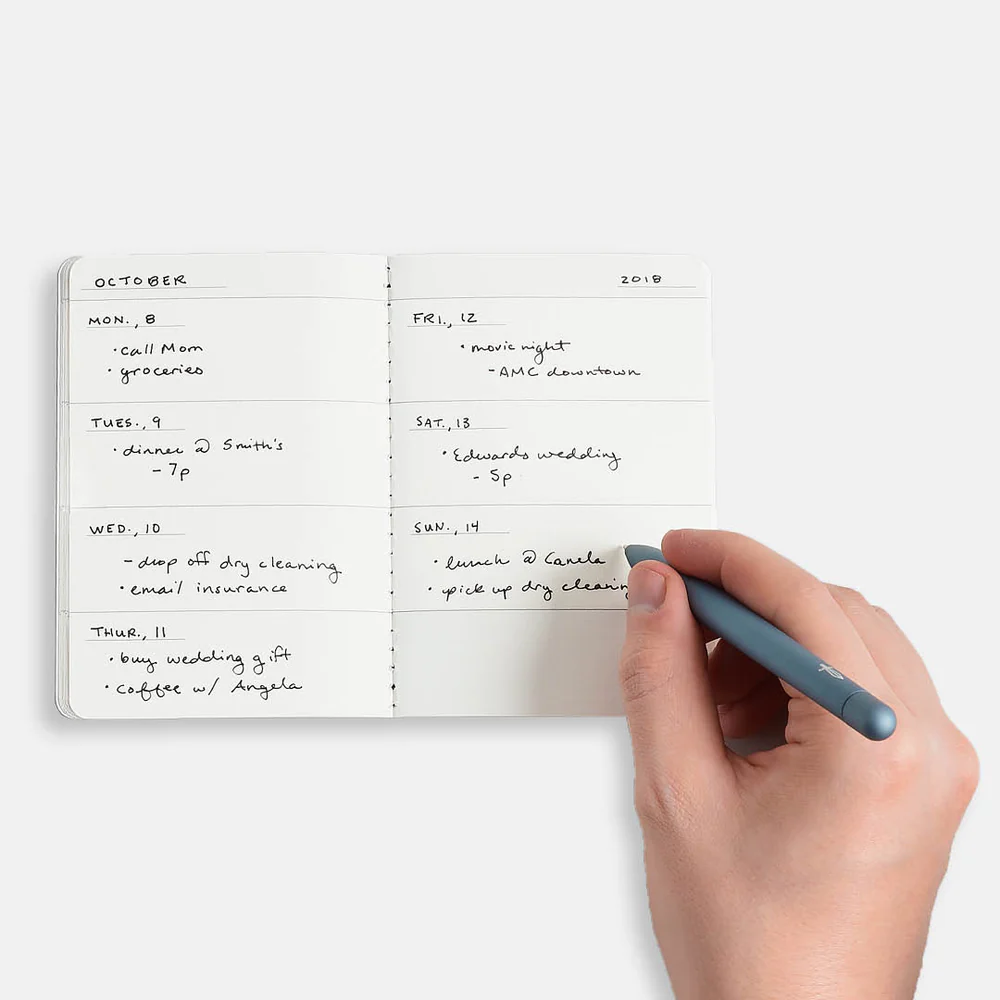 OCTOBER
MON., 8
· call Mom
· groceries
TUES., 9
· dinner @ Smith's
- 7p
WED., 10
- drop off dry cleaning
· email insurance
THUR., 11
· buy wedding gift
· coffee w/ Angela
2018
FRI., 12
· movie night
- AMC downtown
SAT., 13
· Edwards wedding
- 5p
SUN., 14
· lunch @ Canela
· pick up dry cleaning